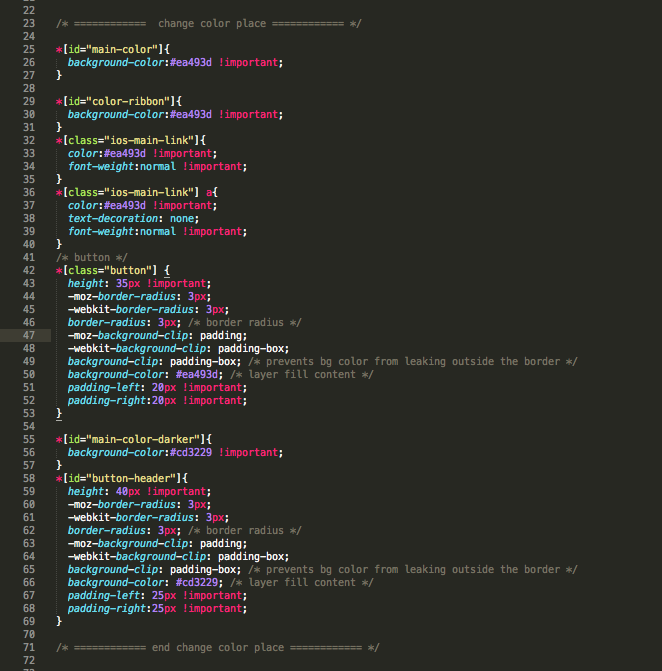 22
23 /* ============ change color place ============ */
24
25 *[id="main-color"]{
26 background-color:#ea493d !important;
27 }
28
29 *[id="color-ribbon"]{
30 background-color:#ea493d !important;
31 }
32 *[class="ios-main-link"]{
33 color:#ea493d !important;
34 font-weight:normal !important;
35 }
36 *[class="ios-main-link"] a{
37 color:#ea493d !important;
38 text-decoration: none;
39 font-weight:normal !important;
40 }
41 /* button */
42 *[class="button"] {
43 height: 35px !important;
44 -moz-border-radius: 3px;
45 -webkit-border-radius: 3px;
46 border-radius: 3px; /* border radius */
47 -moz-background-clip: padding;
48 -webkit-background-clip: padding-box;
49 background-clip: padding-box; /* prevents bg color from leaking outside the border */
50 background-color: #ea493d; /* layer fill content */
51 padding-left: 20px !important;
52 padding-right:20px !important;
53 }
54
55 *[id="main-color-darker"]{
56 background-color:#cd3229 !important;
57 }
58 *[id="button-header"]{
59 height: 40px !important;
60 -moz-border-radius: 3px;
61 -webkit-border-radius: 3px;
62 border-radius: 3px; /* border radius */
63 -moz-background-clip: padding;
64 -webkit-background-clip: padding-box;
65 background-clip: padding-box; /* prevents bg color from leaking outside the border */
66 background-color: #cd3229; /* layer fill content */
67 padding-left: 25px !important;
68 padding-right:25px !important;
69 }
70
71 /* ============ end change color place ============ */
72